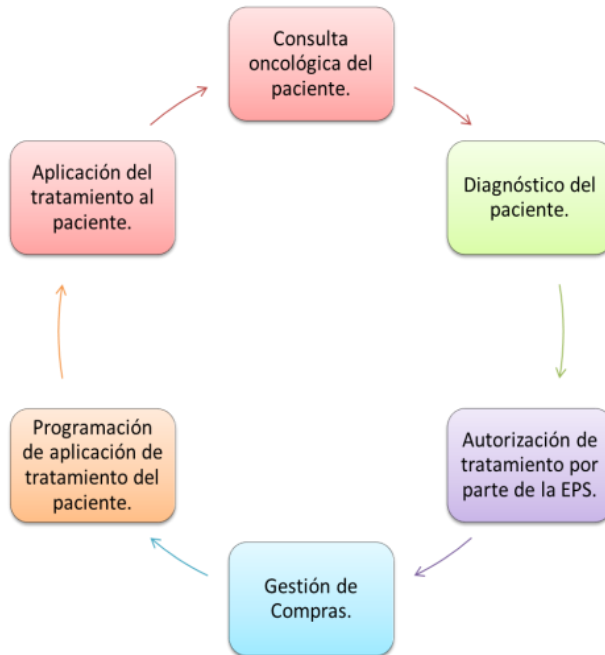 Consulta
oncológica del
paciente.
Diagnóstico del
paciente.
Autorización de
tratamiento por
parte de la EPS.
Gestión de
Compras.
Programación
de aplicación de
tratamiento del
paciente.
Aplicación del
tratamiento al
paciente.